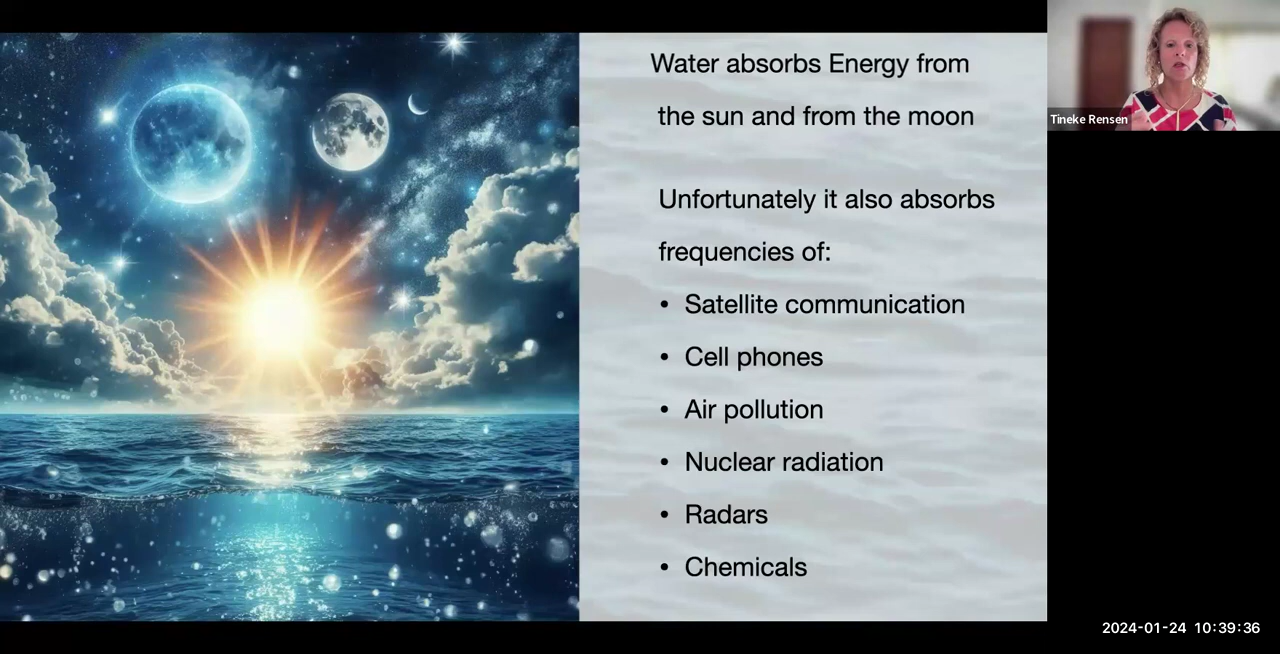 Water absorbs Energy from
the sun and from the moon
Unfortunately it also absorbs
frequencies of:
• Satellite communication
• Cell phones
• Air pollution
• Nuclear radiation
• Radars
• Chemicals
Tineke Rensen
2024-01-24 10:39:36